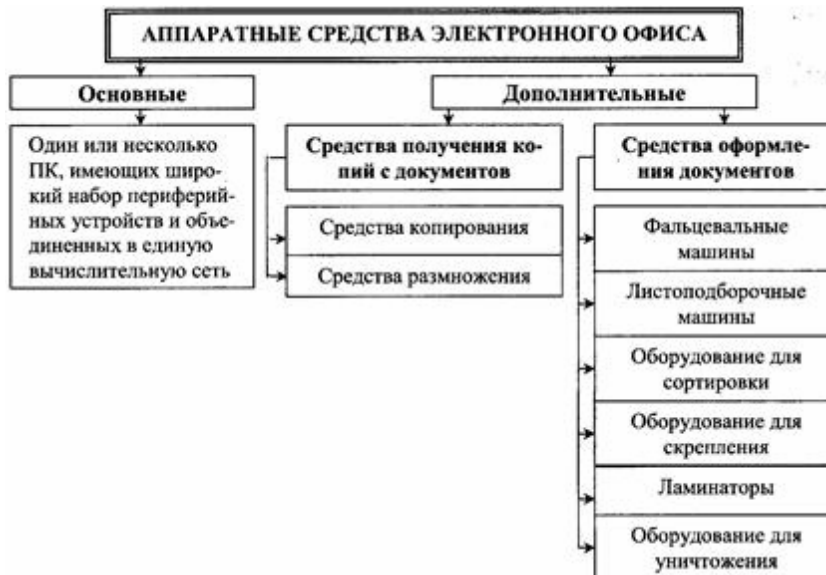 АППАРАТНЫЕ СРЕДСТВА ЭЛЕКТРОННОГО ОФИСА
Основные
Дополнительные
Один или несколько
ПК, имеющих широ-
кий набор периферий-
ных устройств и объе-
диненных в единую
вычислительную сеть
Средства получения ко-
пий с документов
Средства копирования
Средства размножения
Средства оформле-
ния документов
Фальцевальные
машины
Листоподборочные
машины
Оборудование для
сортировки
Оборудование для
скрепления
Ламинаторы
Оборудование для
уничтожения